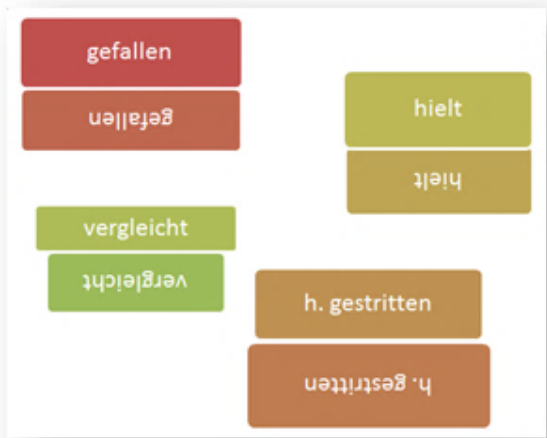 gefallen
gefallen
hielt
hielt
vergleicht
vergleicht
h. gestritten
h. gestritten